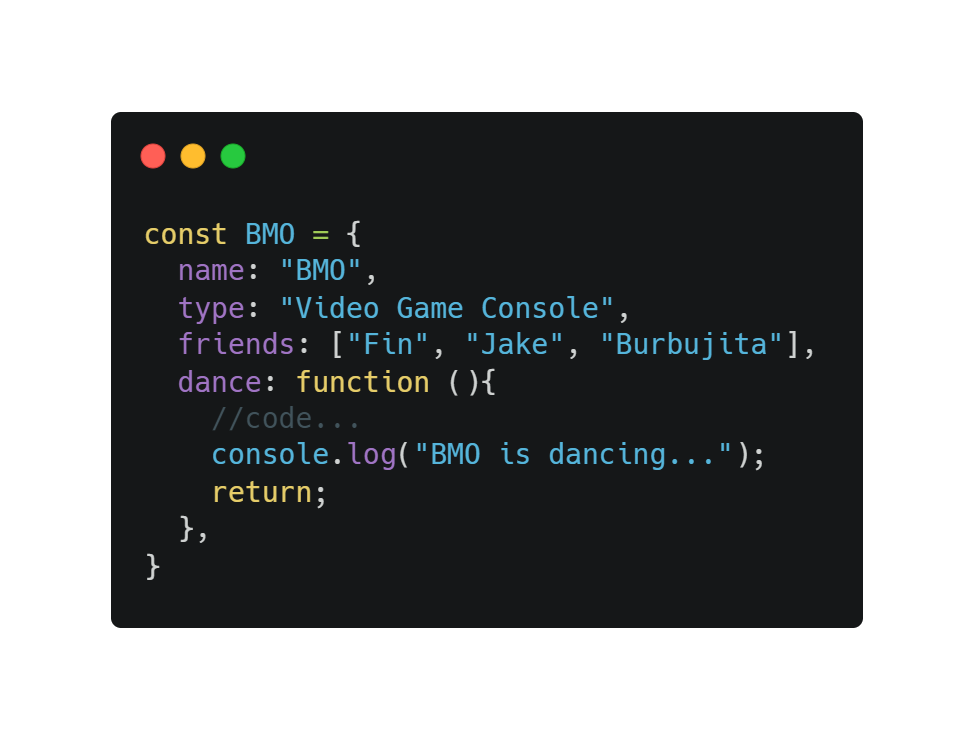 const BMO = {
  name: "BMO",
  type: "Video Game Console",
  friends: ["Fin", "Jake", "Burbujita"],
  dance: function (){
    //code...
    console.log("BMO is dancing...");
    return;
  },
}